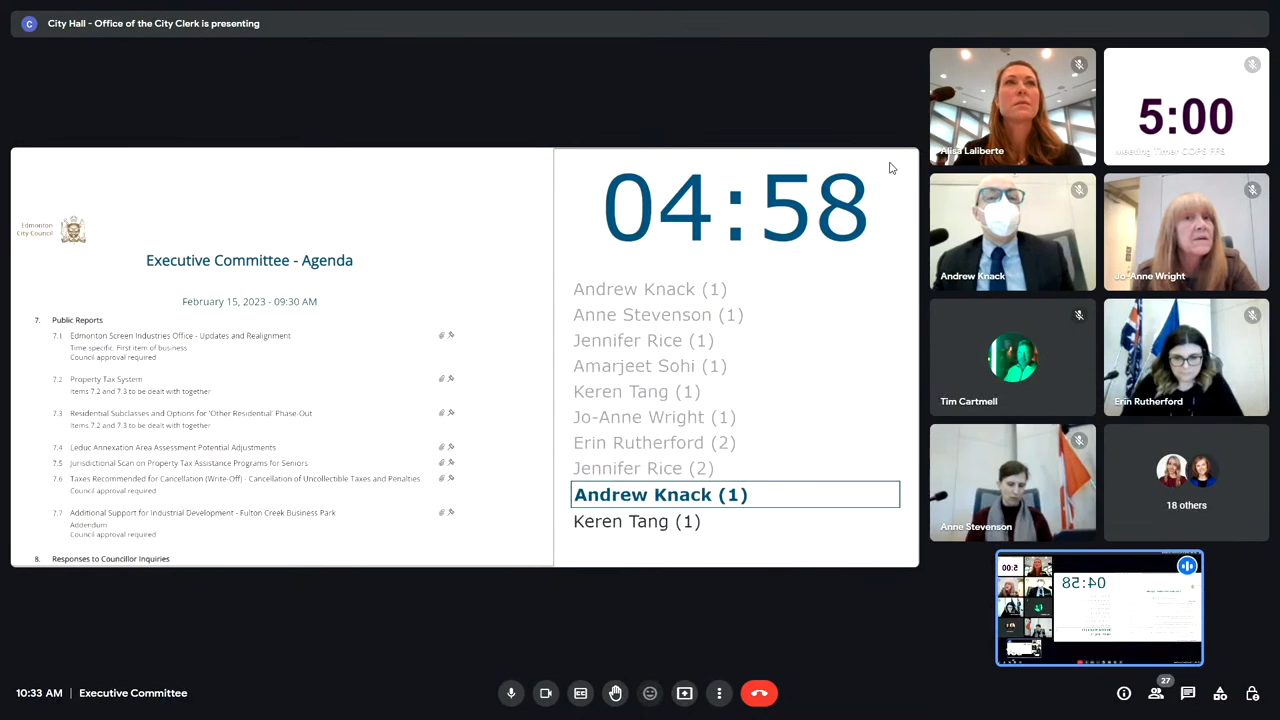 C City Hall - Office of the City Clerk is presenting
Edmonton
City Council
Executive Committee - Agenda
February 15, 2023 - 09:30 AM
7. Public Reports
7.1 Edmonton Screen Industries Office - Updates and Realignment
Time specific: First item of business
Council approval required
7.2 Property Tax System
Items 7.2 and 7.3 to be dealt with together
7.3 Residential Subclasses and Options for 'Other Residential' Phase-Out
Items 7.2 and 7.3 to be dealt with together
7.4 Leduc Annexation Area Assessment Potential Adjustments
7.5 Jurisdictional Scan on Property Tax Assistance Programs for Seniors
7.6 Taxes Recommended for Cancellation (Write-Off) - Cancellation of Uncollectible Taxes and Penalties
Council approval required
7.7 Additional Support for Industrial Development - Fulton Creek Business Park
Addendum
Council approval required
8. Responses to Councillor Inquiries
04:58
Andrew Knack (1)
Anne Stevenson (1)
Jennifer Rice (1)
Amarjeet Sohi (1)
Keren Tang (1)
Jo-Anne Wright (1)
Erin Rutherford (2)
Jennifer Rice (2)
Andrew Knack (1)
Keren Tang (1)
Alisa Laliberte
5:00
Meeting Timer COPS FFS
Andrew Knack
Jo-Anne Wright
Tim Cartmell
Erin Rutherford
Anne Stevenson
18 others
5:00
04:58
10:33 AM | Executive Committee
27